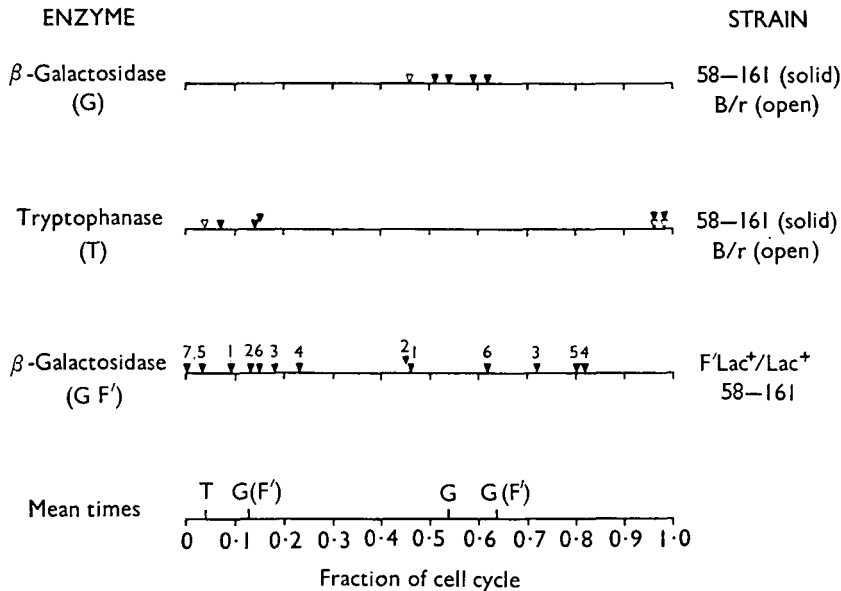 ENZYME STRAIN
β-Galactosidase 58–161 (solid)
(G) B/r (open)
Tryptophanase 58–161 (solid)
(T) B/r (open)
7,5 1 2 6 3 4 2 1 6 3 5 4
β-Galactosidase F′Lac⁺/Lac⁺
(G F′) 58–161
T G(F′) G G(F′)
Mean times
0 0·1 0·2 0·3 0·4 0·5 0·6 0·7 0·8 0·9 1·0
Fraction of cell cycle